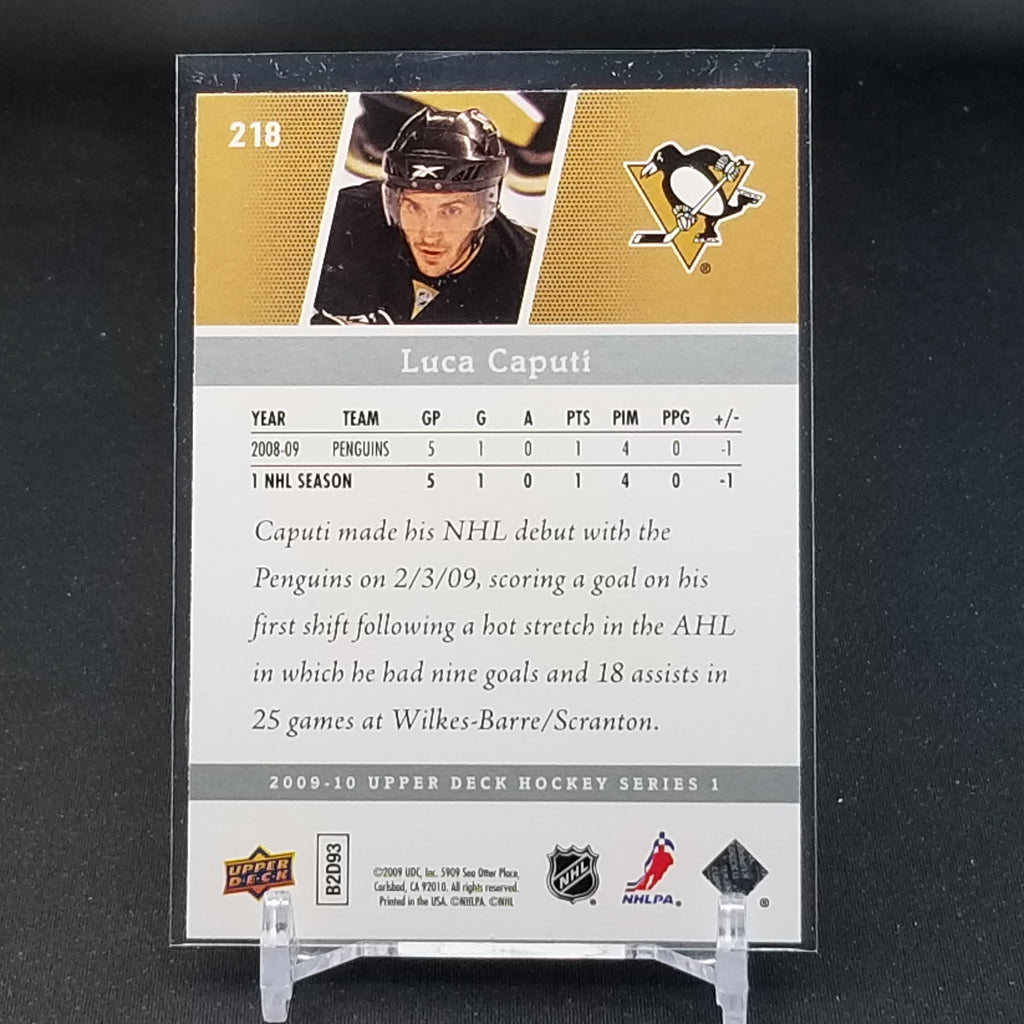 218
Luca Caputi
YEAR TEAM GP G A PTS PIM PPG +/-
2008-09 PENGUINS 5 1 0 1 4 0 -1
1 NHL SEASON 5 1 0 1 4 0 -1
Caputi made his NHL debut with the
Penguins on 2/3/09, scoring a goal on his
first shift following a hot stretch in the AHL
in which he had nine goals and 18 assists in
25 games at Wilkes-Barre/Scranton.
2009-10 UPPER DECK HOCKEY SERIES 1
UPPER
D·E·C·K
B2D93
©2009 UDC, Inc. 5909 Sea Otter Place,
Carlsbad, CA 92010. All rights reserved.
Printed in the USA. ©NHLPA. ©NHL
NHL
NHLPA